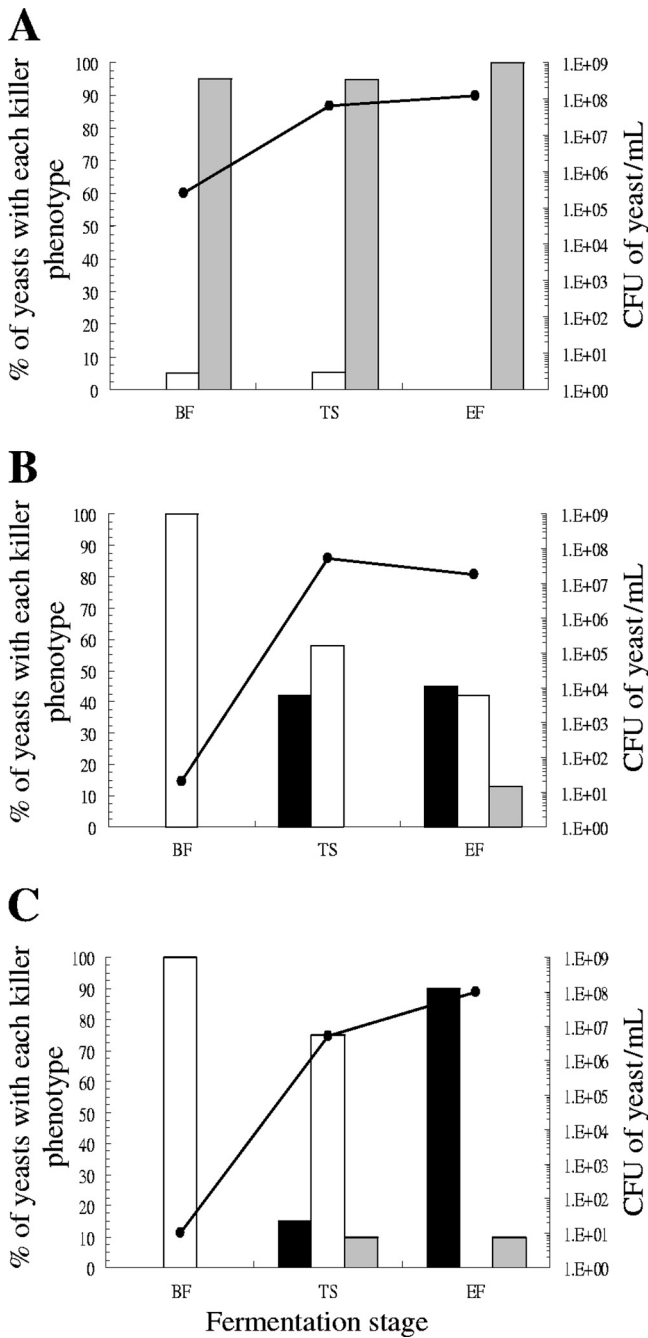 A
% of yeasts with each killer
phenotype
100
90
80
70
60
50
40
30
20
10
0
BF
TS
EF
1.E+09
1.E+08
1.E+07
1.E+06
1.E+05
1.E+04
1.E+03
1.E+02
1.E+01
1.E+00
CFU of yeast/mL
B
% of yeasts with each killer
phenotype
100
90
80
70
60
50
40
30
20
10
0
BF
TS
EF
1.E+09
1.E+08
1.E+07
1.E+06
1.E+05
1.E+04
1.E+03
1.E+02
1.E+01
1.E+00
CFU of yeast/mL
C
% of yeasts with each killer
phenotype
100
90
80
70
60
50
40
30
20
10
0
BF
TS
EF
1.E+09
1.E+08
1.E+07
1.E+06
1.E+05
1.E+04
1.E+03
1.E+02
1.E+01
1.E+00
CFU of yeast/mL
Fermentation stage